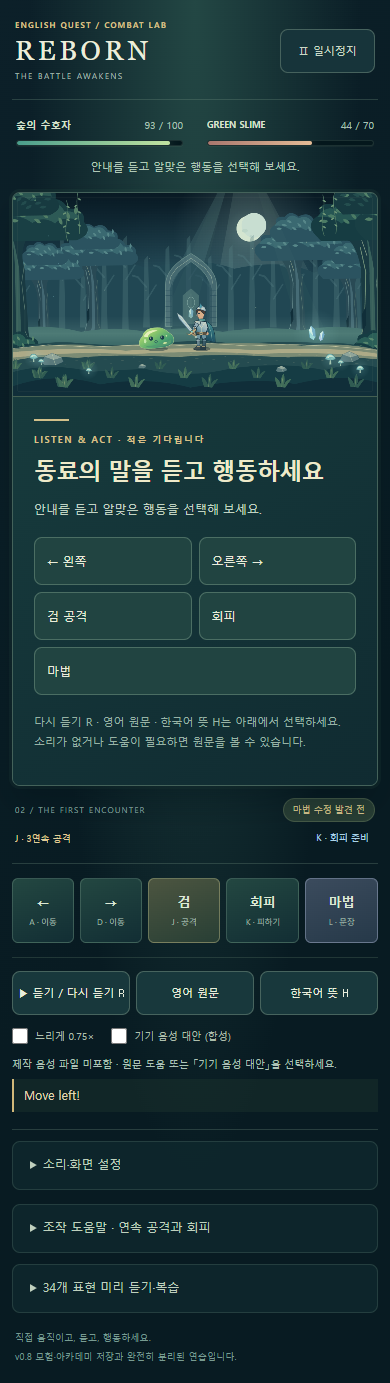 ENGLISH QUEST / COMBAT LAB
REBORN
THE BATTLE AWAKENS
Ⅱ 일시정지
숲의 수호자 93 / 100
GREEN SLIME 44 / 70
안내를 듣고 알맞은 행동을 선택해 보세요.
LISTEN & ACT · 적은 기다립니다
동료의 말을 듣고 행동하세요
안내를 듣고 알맞은 행동을 선택해 보세요.
← 왼쪽
오른쪽 →
검 공격
회피
마법
다시 듣기 R · 영어 원문 · 한국어 뜻 H는 아래에서 선택하세요.
소리가 없거나 도움이 필요하면 원문을 볼 수 있습니다.
02 / THE FIRST ENCOUNTER
마법 수정 발견 전
J · 3연속 공격
K · 회피 준비
← → 검 회피 마법
A · 이동 D · 이동 J · 공격 K · 피하기 L · 문장
▶ 듣기 / 다시 듣기 R
영어 원문
한국어 뜻 H
느리게 0.75×
기기 음성 대안 (합성)
제작 음성 파일 미포함 · 원문 도움 또는 「기기 음성 대안」을 선택하세요.
Move left!
▶ 소리·화면 설정
▶ 조작 도움말 · 연속 공격과 회피
▶ 34개 표현 미리 듣기·복습
직접 움직이고, 듣고, 행동하세요.
v0.8 모험·아카데미 저장과 완전히 분리된 연습입니다.